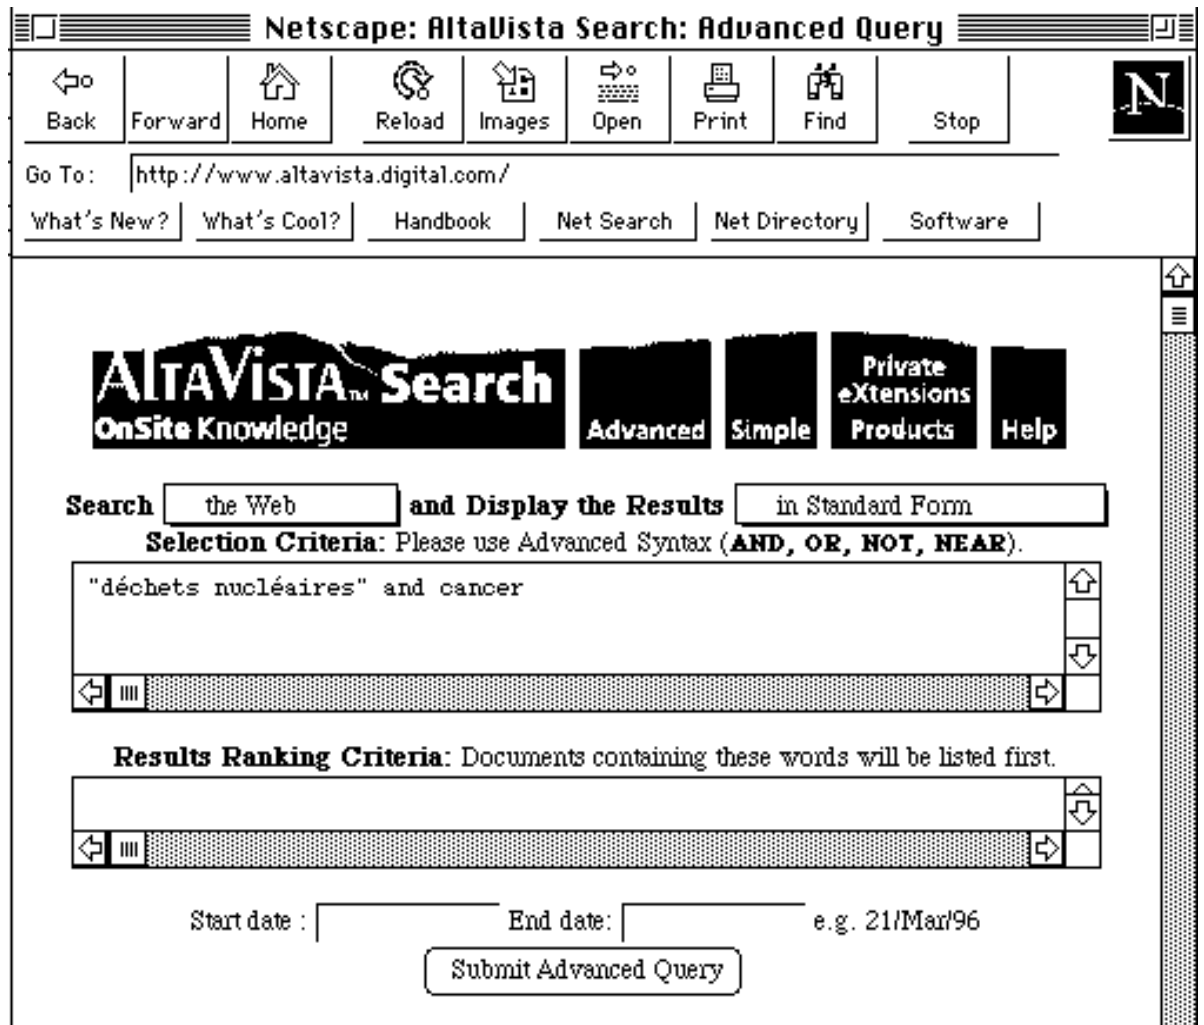 Netscape: AltaVista Search: Advanced Query
Back Forward Home Reload Images Open Print Find Stop
N
Go To: http://www.altavista.digital.com/
What's New? What's Cool? Handbook Net Search Net Directory Software
ALTAVISTA™ Search
OnSite Knowledge
Advanced
Simple
Private
eXtensions
Products
Help
Search the Web and Display the Results in Standard Form
Selection Criteria: Please use Advanced Syntax (AND, OR, NOT, NEAR).
"déchets nucléaires" and cancer
Results Ranking Criteria: Documents containing these words will be listed first.
Start date : End date: e.g. 21/Mar/96
Submit Advanced Query